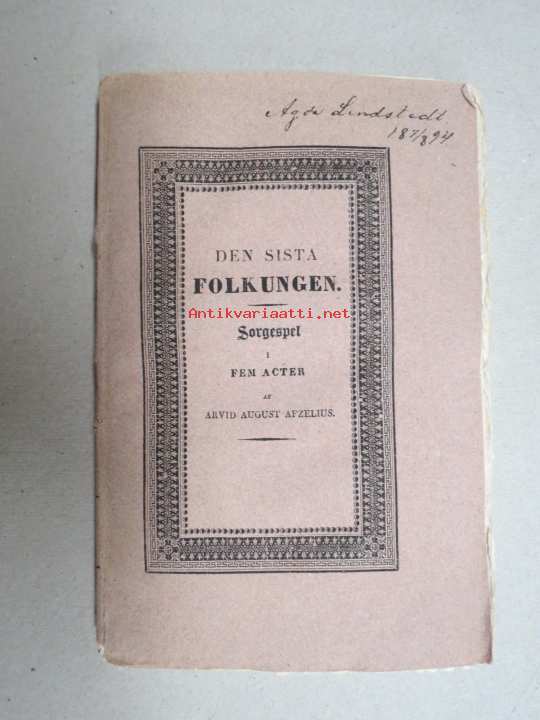 Agda Lindstedt
18 7/8 94
DEN SISTA
FOLKUNGEN.
Antikvariaatti.net
Sorgespel
I
FEM ACTER
AF
ARVID AUGUST AFZELIUS.